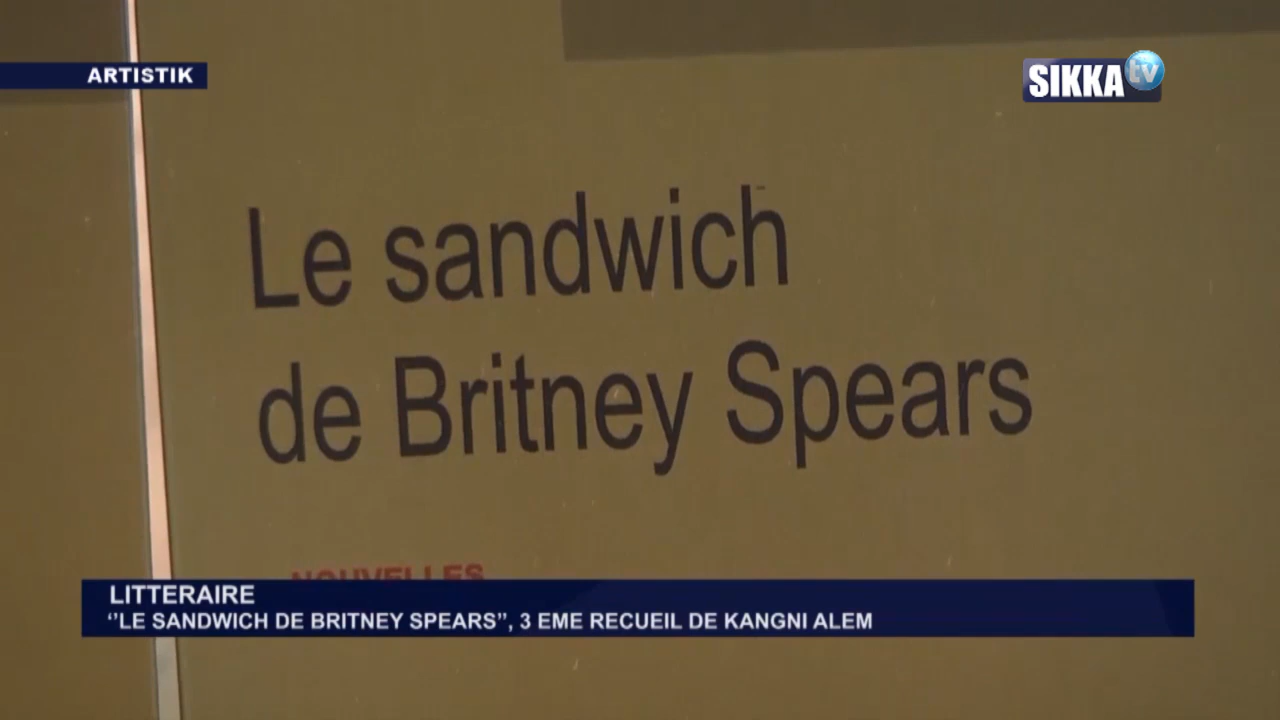 ARTISTIK
SIKKA tv
Le sandwich
de Britney Spears
NOUVELLES
LITTERAIRE
‘’LE SANDWICH DE BRITNEY SPEARS’’, 3 EME RECUEIL DE KANGNI ALEM